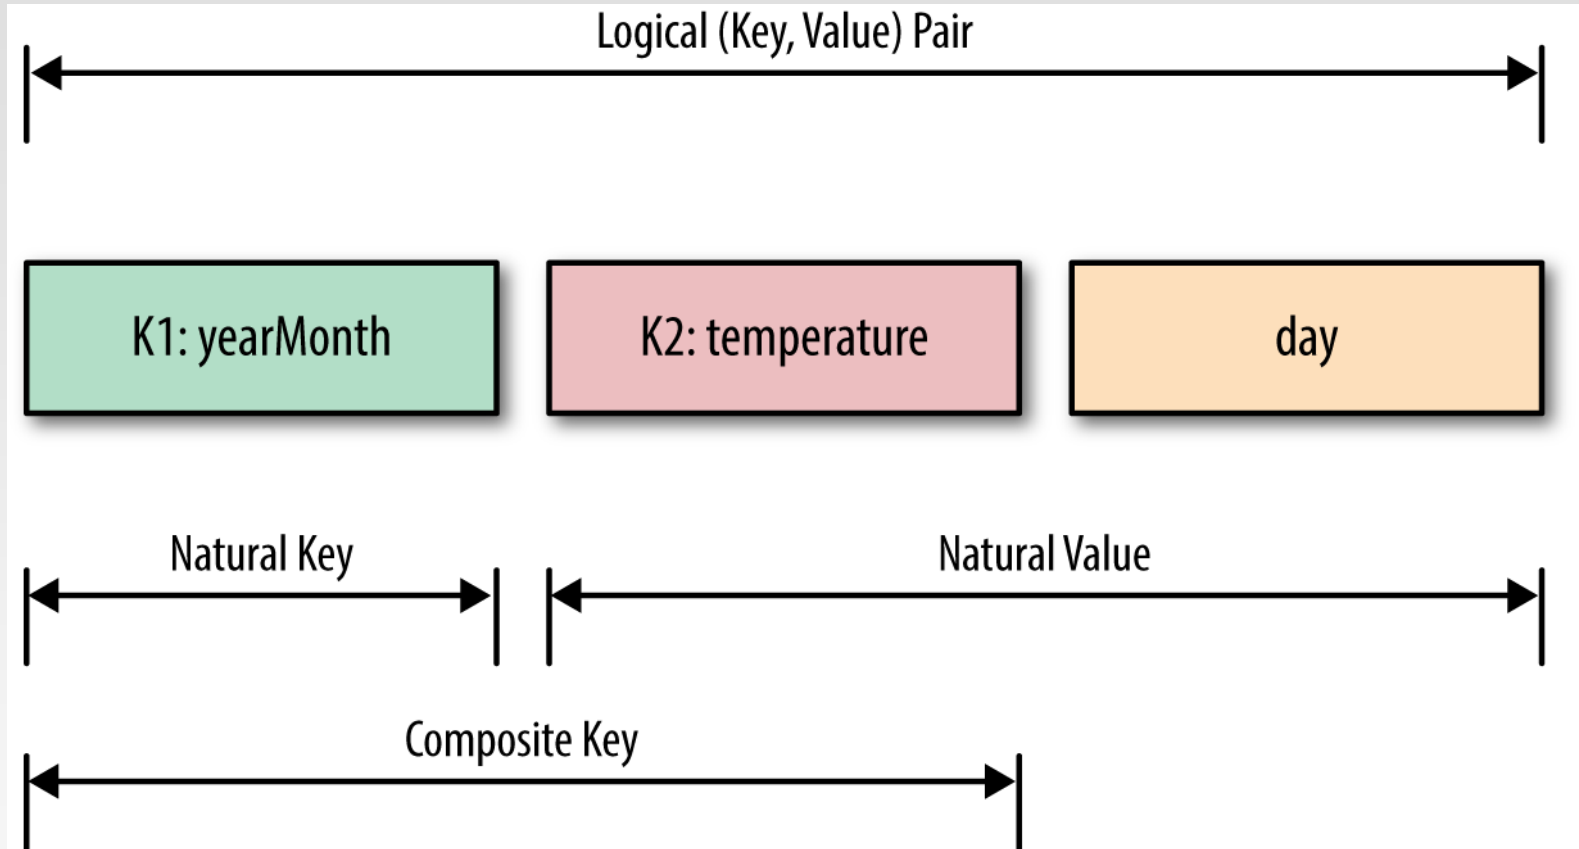 Logical (Key, Value) Pair
K1: yearMonth
K2: temperature
day
Natural Key
Natural Value
Composite Key